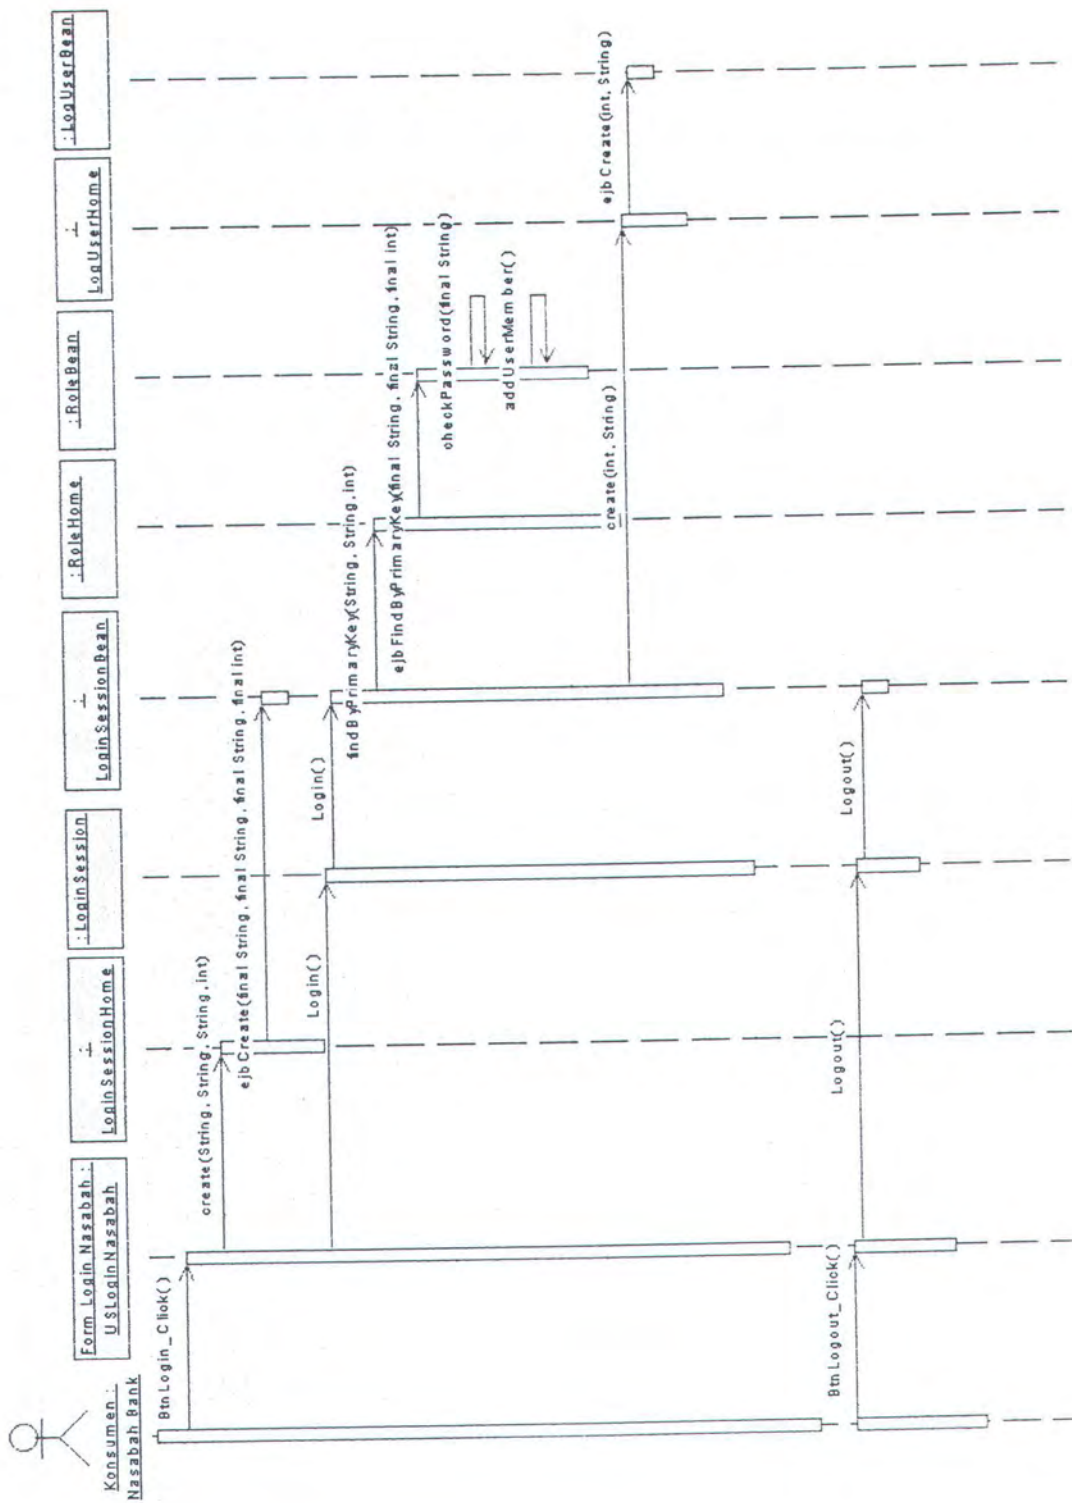 Konsumen :
Nasabah Bank
Form Login Nasabah :
USLoginNasabah
:
LoginSessionHome
: LoginSession
:
LoginSessionBean
: RoleHome
: RoleBean
:
LogUserHome
: LogUserBean
BtnLogin_Click()
create(String, String, String, int)
ejbCreate(final String, final String, final String, final int)
Login()
Login()
findByPrimaryKey(String, String, int)
ejbFindByPrimaryKey(final String, final String, final int)
checkPassword(final String)
addUserMember()
create(int, String)
ejbCreate(int, String)
BtnLogout_Click()
Logout()
Logout()